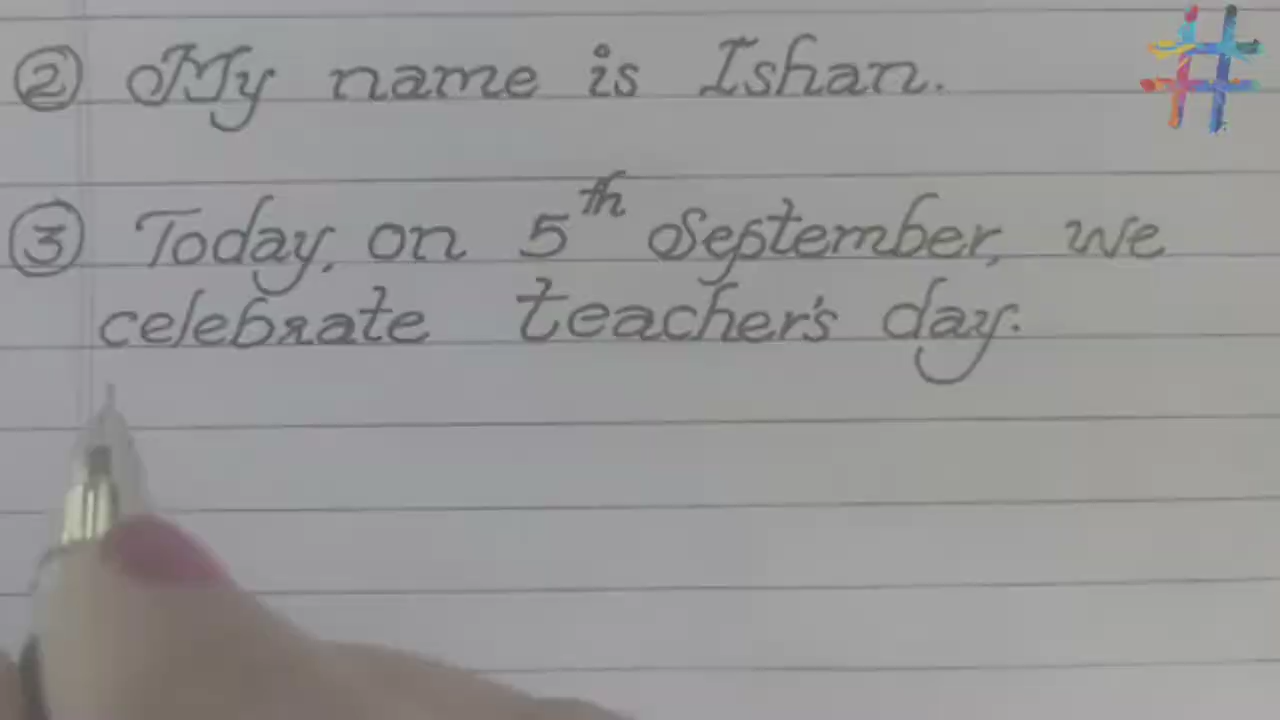 ② My name is Ishan.
③ Today, on 5th September, we
celebrate teacher's day.